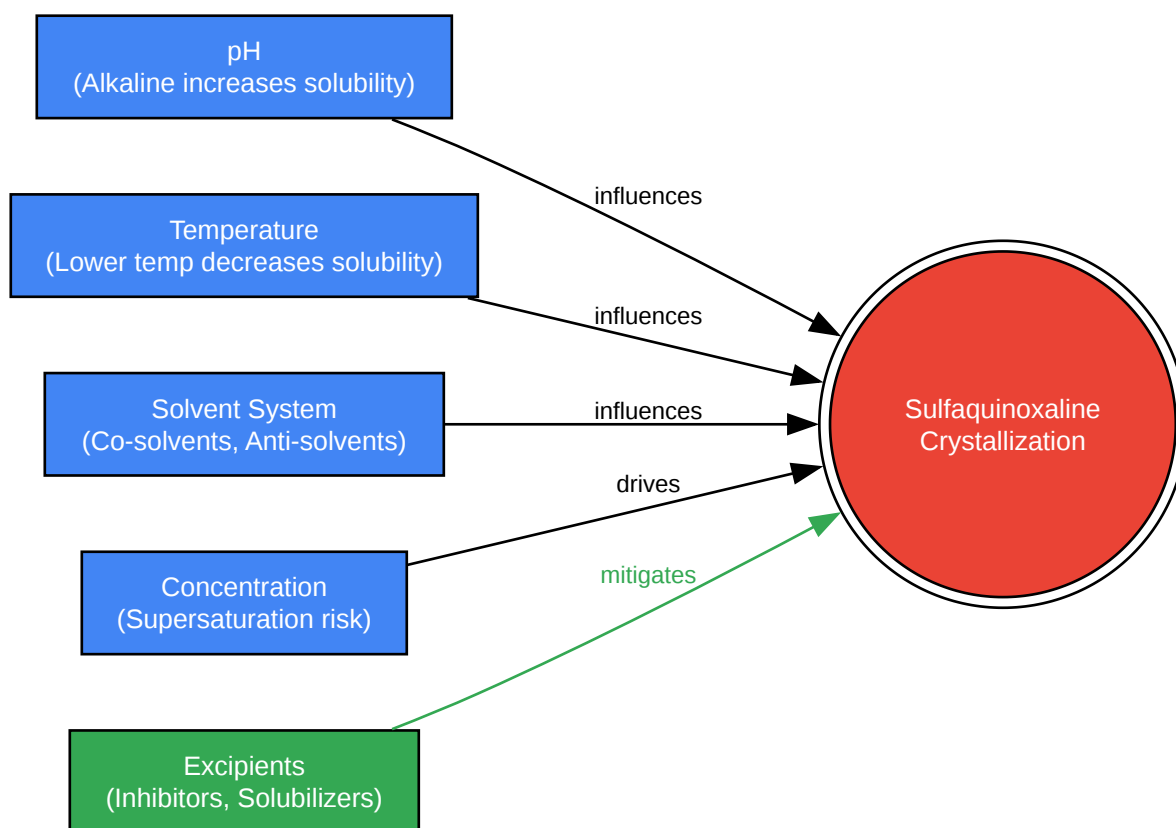 pH
(Alkaline increases solubility)
influences
Temperature
(Lower temp decreases solubility)
influences
Solvent System
(Co-solvents, Anti-solvents)
influences
Sulfaquinoxaline
Crystallization
drives
Concentration
(Supersaturation risk)
mitigates
Excipients
(Inhibitors, Solubilizers)